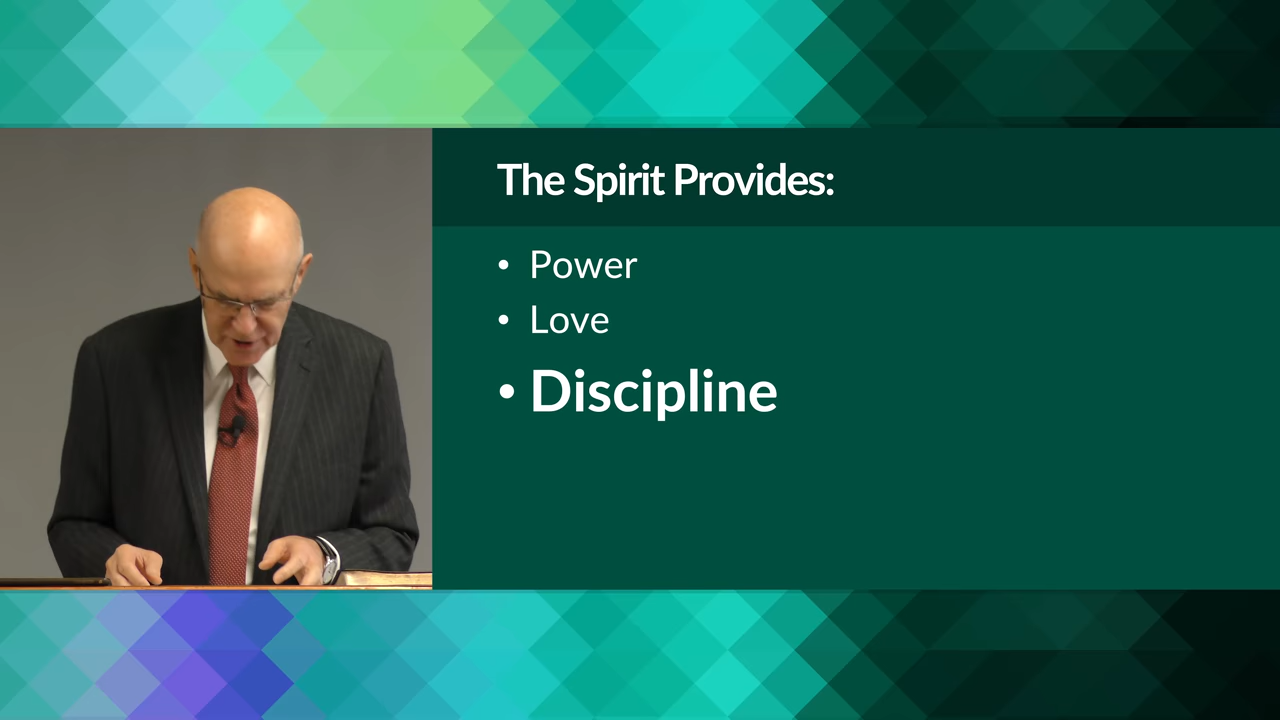 The Spirit Provides:
• Power
• Love
• Discipline